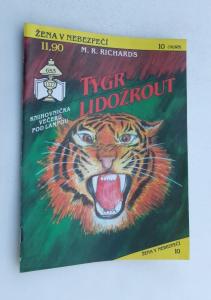 ŽENA V NEBEZPEČÍ
11,90
10
M. R. RICHARDS
TYGR
LIDOŽROUT
KNIHOVNIČKA
VEČERY
POD LAMPOU
ŽENA V NEBEZPEČÍ
10